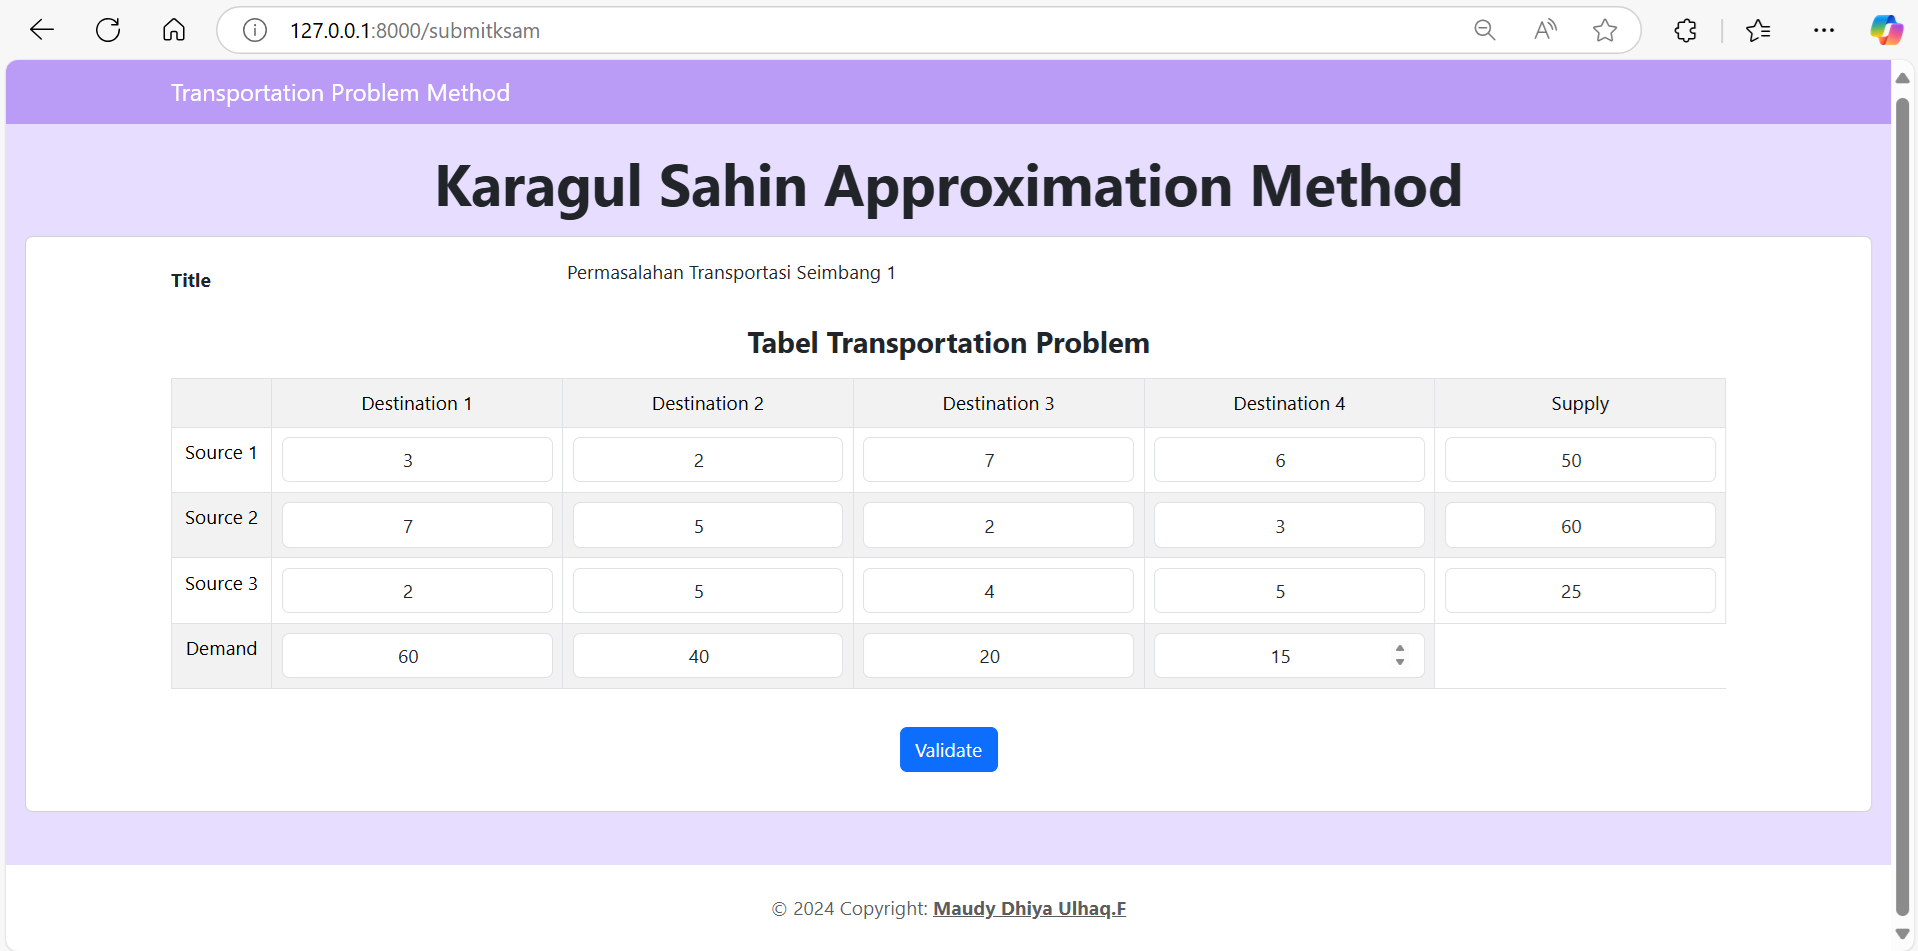 127.0.0.1:8000/submitksam
Transportation Problem Method
Karagul Sahin Approximation Method
Title Permasalahan Transportasi Seimbang 1
Tabel Transportation Problem
Destination 1 Destination 2 Destination 3 Destination 4 Supply
Source 1 3 2 7 6 50
Source 2 7 5 2 3 60
Source 3 2 5 4 5 25
Demand 60 40 20 15
Validate
© 2024 Copyright: Maudy Dhiya Ulhaq.F